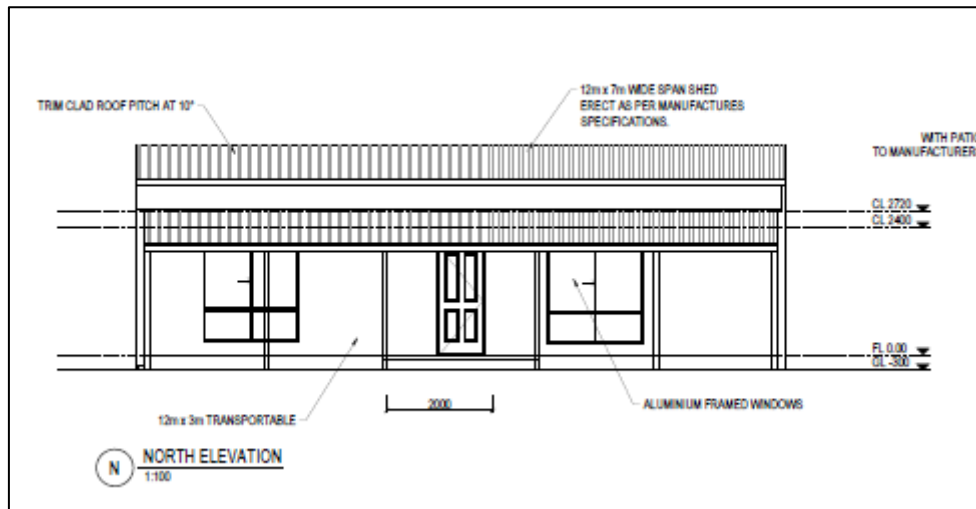 TRIM CLAD ROOF PITCH AT 10°
12m x 7m WIDE SPAN SHED
ERECT AS PER MANUFACTURES
SPECIFICATIONS.
WITH PATIO
TO MANUFACTURER
CL 2720
CL 2400
FL 0.00
GL -300
2000
12m x 3m TRANSPORTABLE
ALUMINIUM FRAMED WINDOWS
N
NORTH ELEVATION
1:100